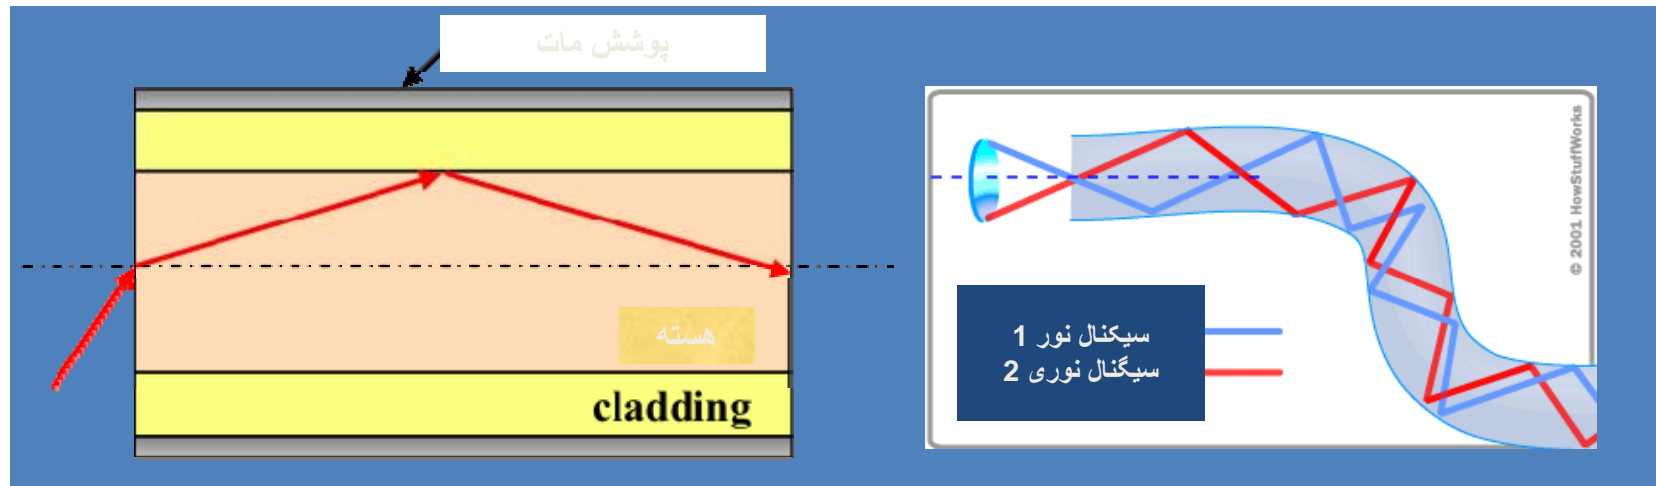 پوشش مات
هسته
cladding
سیکنال نور 1
سیگنال نوری 2
© 2001 HowStuffWorks